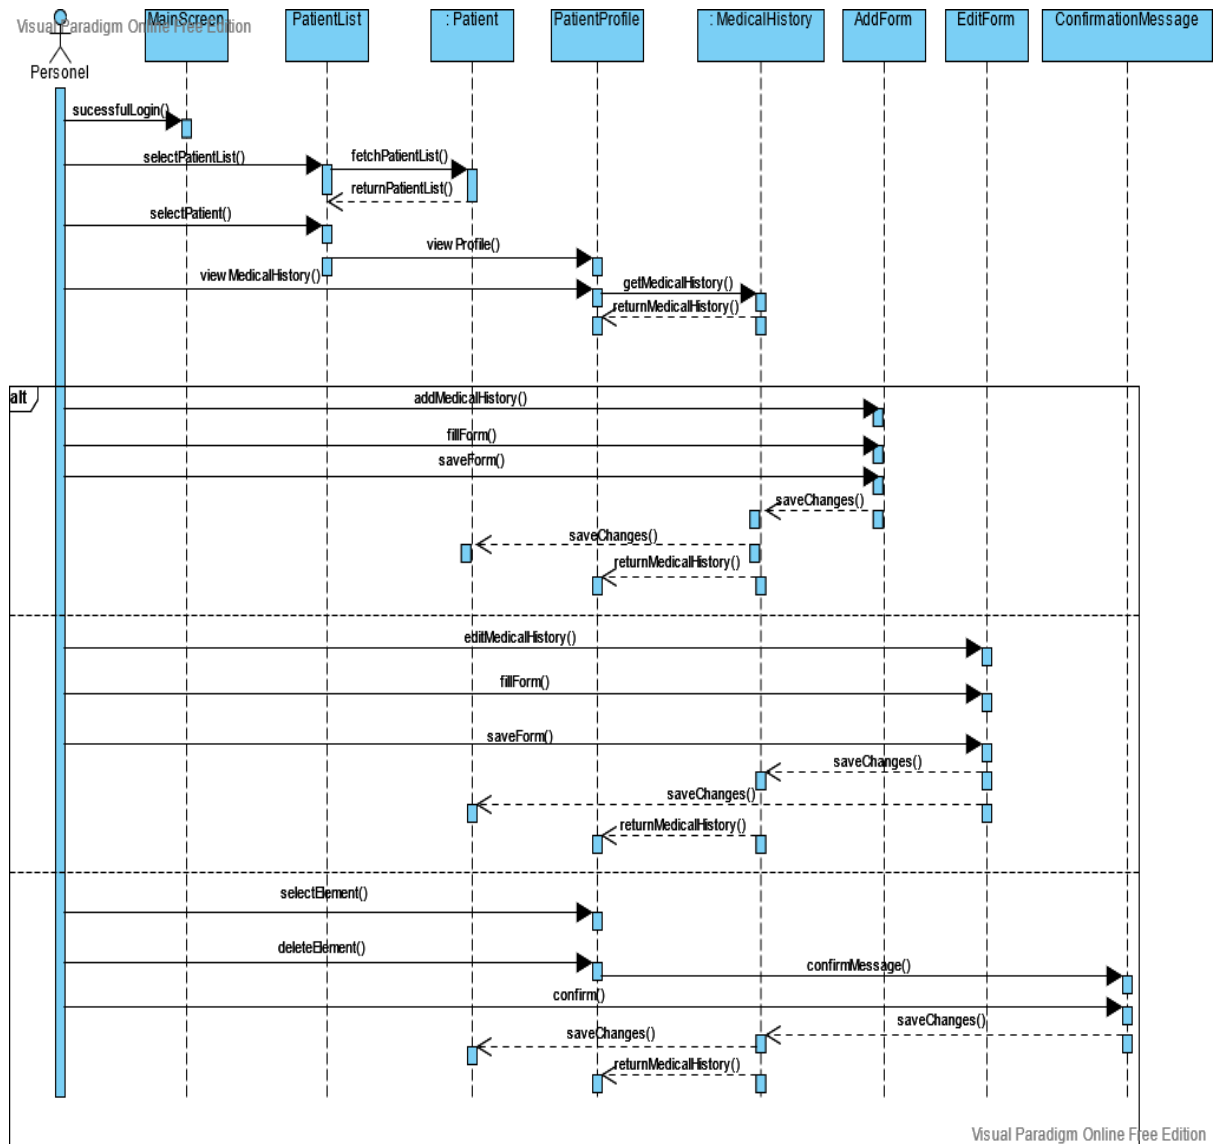 MainScreen
PatientList
: Patient
PatientProfile
: MedicalHistory
AddForm
EditForm
ConfirmationMessage
Visual Paradigm Online Free Edition
Personel
sucessfulLogin()
selectPatientList()
fetchPatientList()
returnPatientList()
selectPatient()
view Profile()
view MedicalHistory()
getMedicalHistory()
returnMedicalHistory()
alt
addMedicalHistory()
fillForm()
saveForm()
saveChanges()
saveChanges()
returnMedicalHistory()
editMedicalHistory()
fillForm()
saveForm()
saveChanges()
saveChanges()
returnMedicalHistory()
selectElement()
deleteElement()
confirmMessage()
confirm()
saveChanges()
saveChanges()
returnMedicalHistory()
Visual Paradigm Online Free Edition